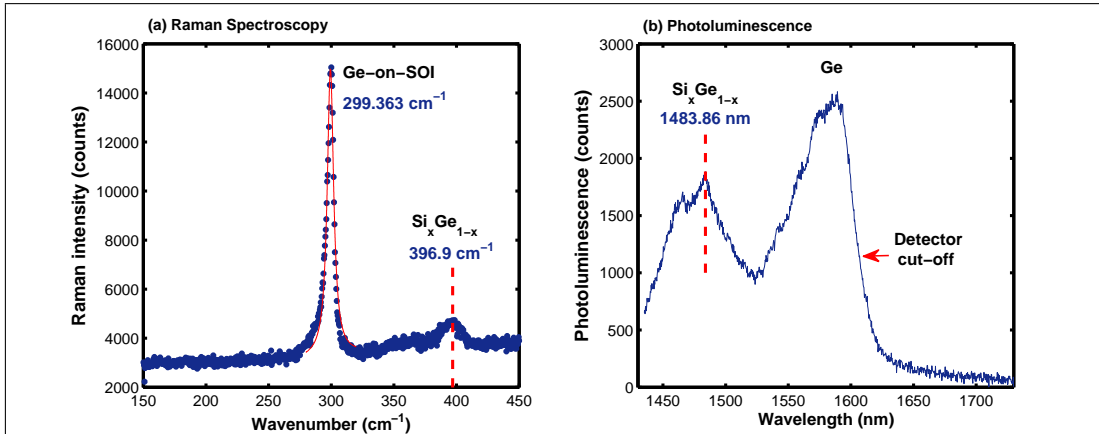 (a) Raman Spectroscopy
16000
14000
12000
10000
8000
6000
4000
2000
Raman intensity (counts)
Ge−on−SOI
299.363 cm⁻¹
SiₓGe₁₋ₓ
396.9 cm⁻¹
150 200 250 300 350 400 450
Wavenumber (cm⁻¹)
(b) Photoluminescence
3000
2500
2000
1500
1000
500
0
Photoluminescence (counts)
Ge
SiₓGe₁₋ₓ
1483.86 nm
Detector
cut−off
1450 1500 1550 1600 1650 1700
Wavelength (nm)